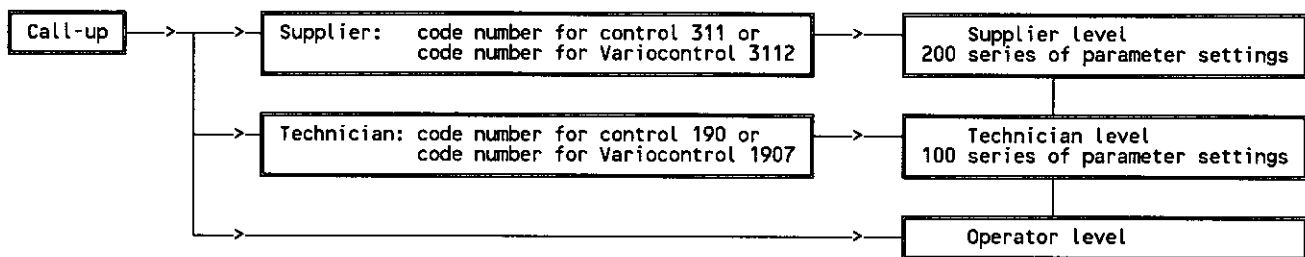 Call-up
Supplier: code number for control 311 or
code number for Variocontrol 3112
Supplier level
200 series of parameter settings
Technician: code number for control 190 or
code number for Variocontrol 1907
Technician level
100 series of parameter settings
Operator level